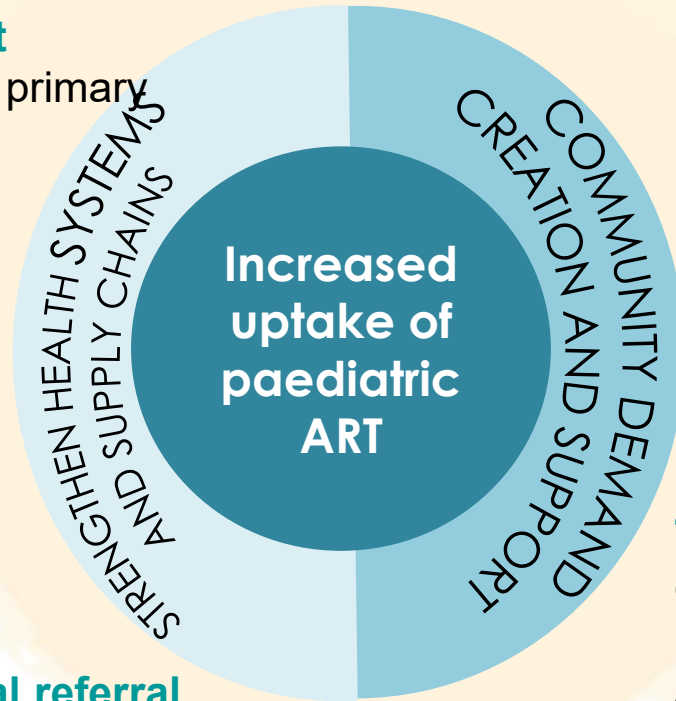 t
primary
STRENGTHEN HEALTH SYSTEMS
AND SUPPLY CHAINS
Increased
uptake of
paediatric
ART
COMMUNITY DEMAND
CREATION AND SUPPORT
al referral